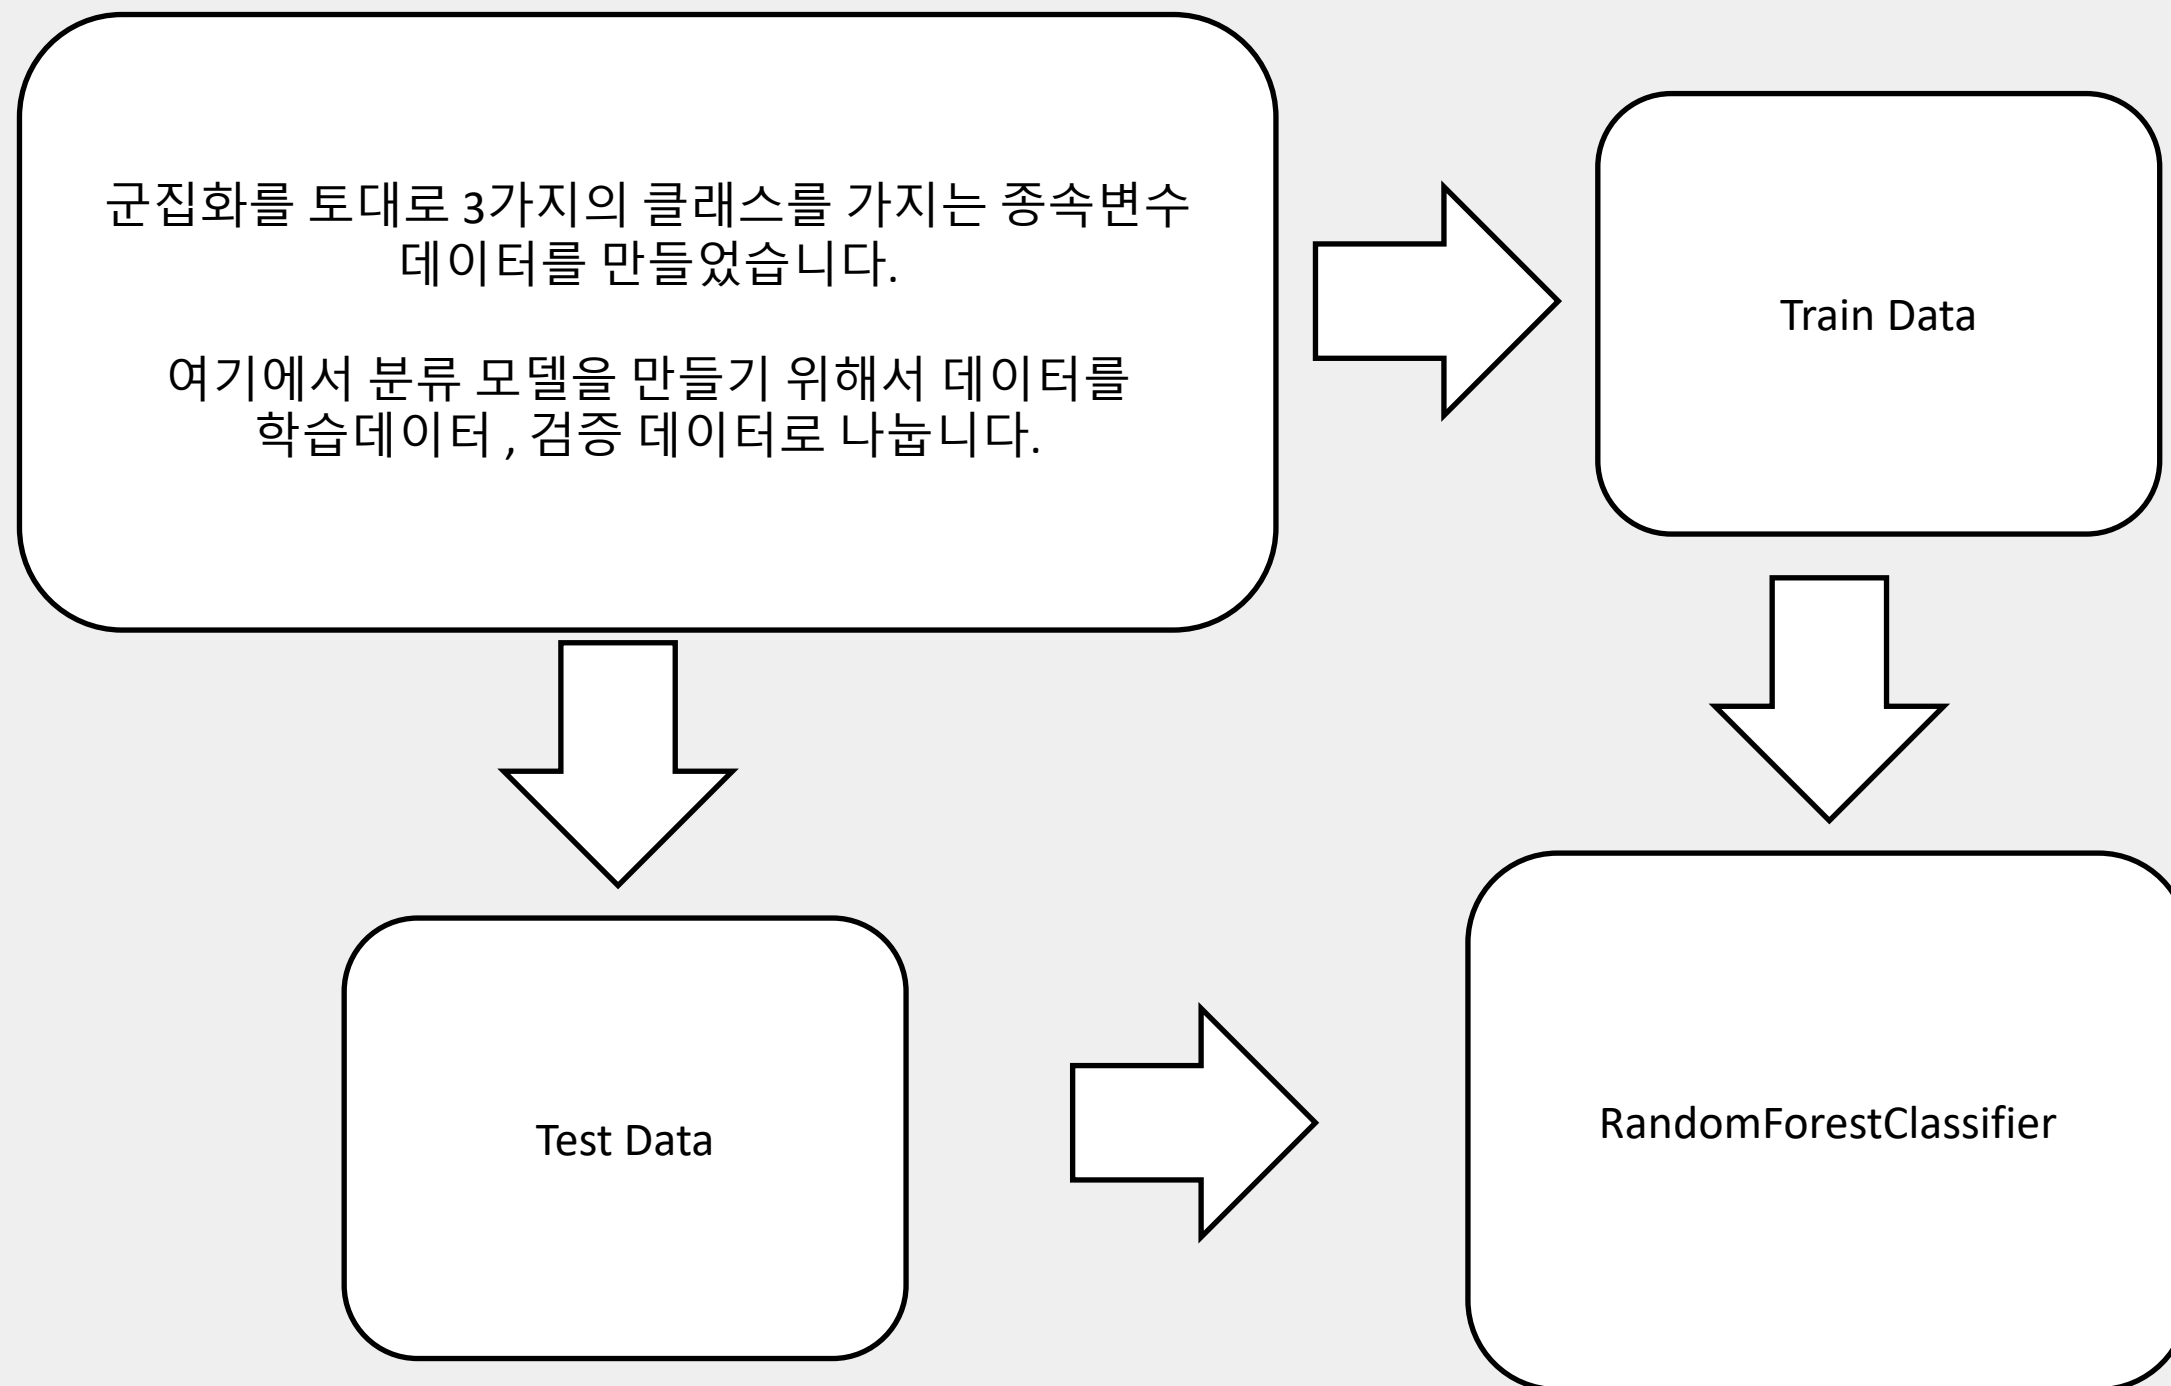 군집화를 토대로 3가지의 클래스를 가지는 종속변수
데이터를 만들었습니다.
여기에서 분류 모델을 만들기 위해서 데이터를
학습데이터 , 검증 데이터로 나눕니다.
Train Data
Test Data
RandomForestClassifier